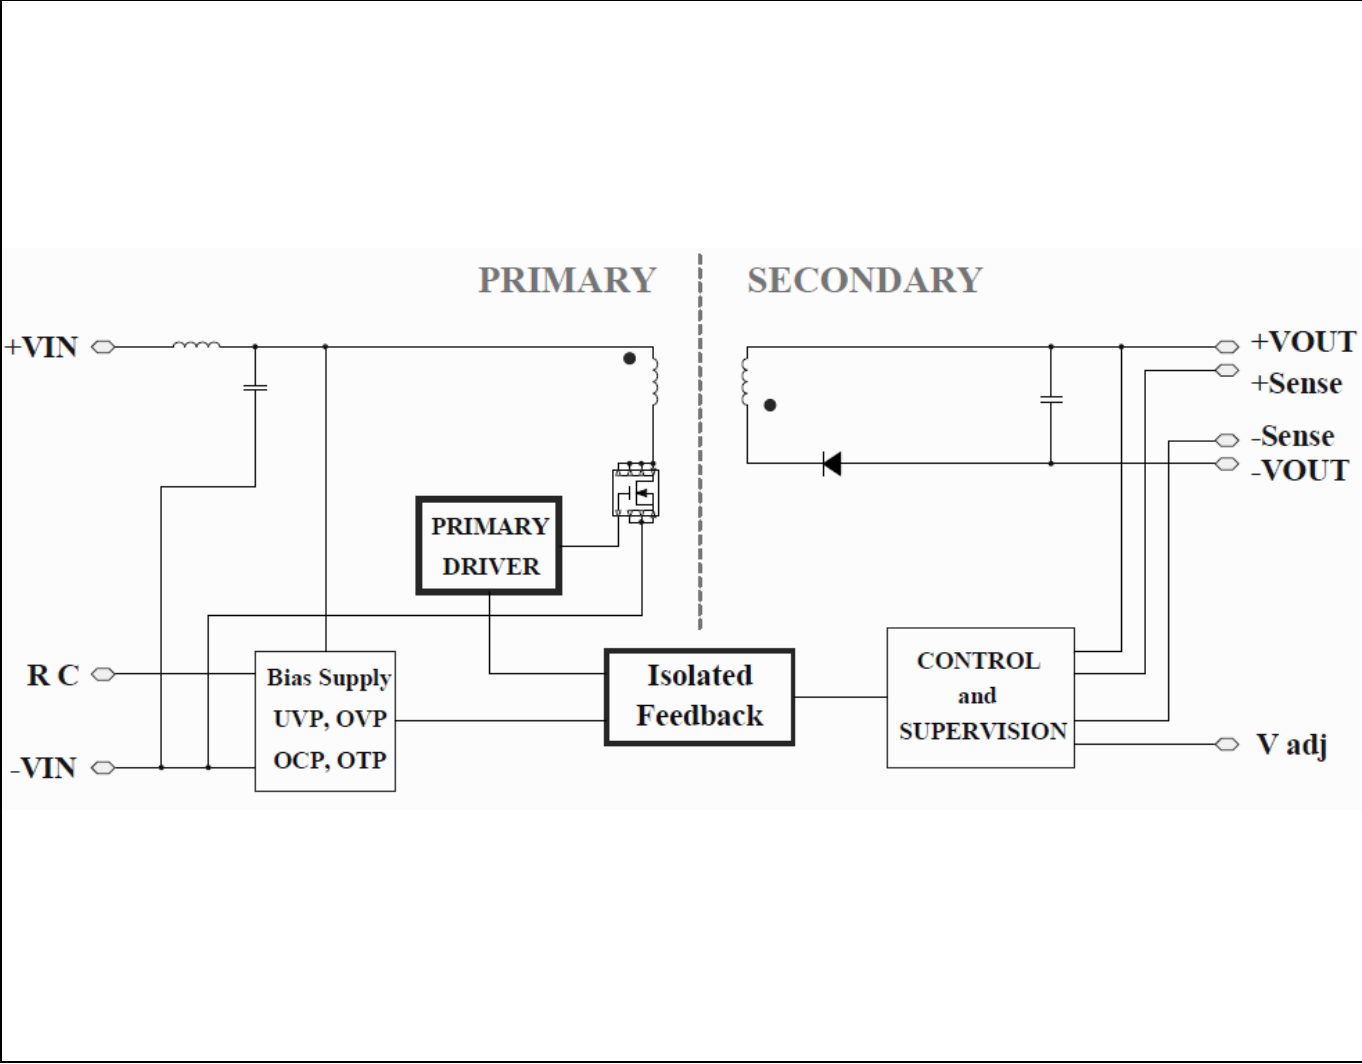 PRIMARY
SECONDARY
+VIN
+VOUT
+Sense
-Sense
-VOUT
PRIMARY
DRIVER
R C
Bias Supply
UVP, OVP
OCP, OTP
-VIN
Isolated
Feedback
CONTROL
and
SUPERVISION
V adj